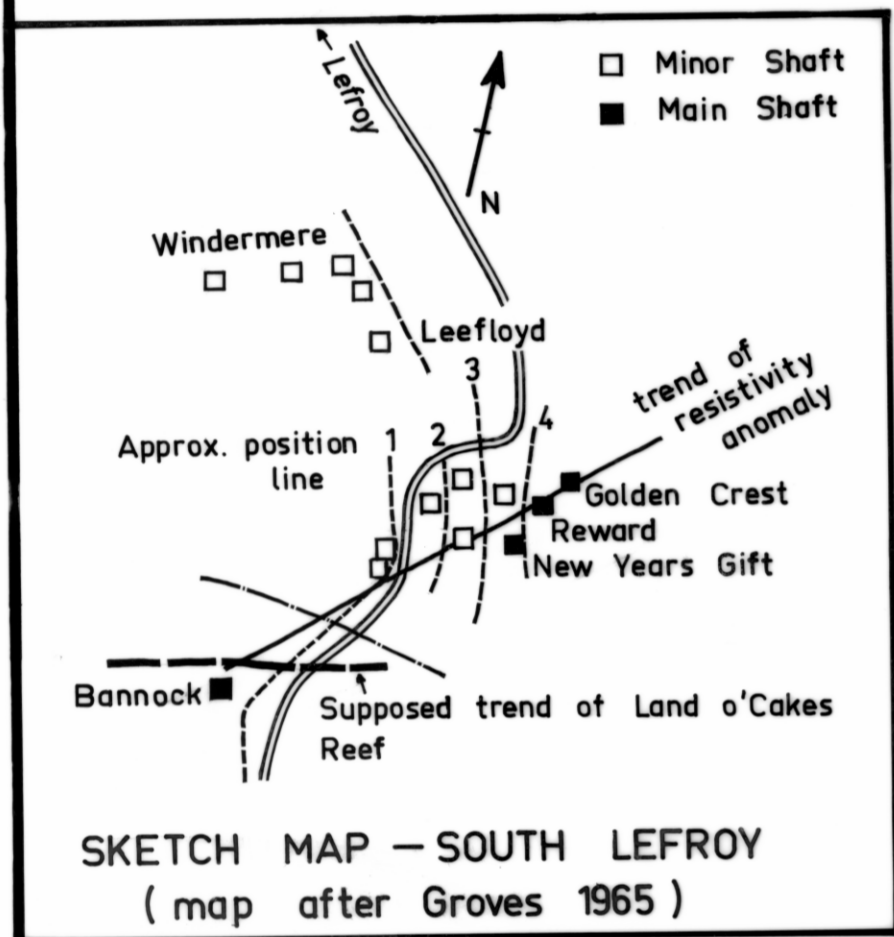 Lefroy
Minor Shaft
Main Shaft
N
Windermere
Leefloyd
3
trend of
resistivity
anomaly
Approx. position
line
1
2
4
Golden Crest
Reward
New Years Gift
Bannock
Supposed trend of Land o'Cakes
Reef
SKETCH MAP — SOUTH LEFROY
( map after Groves 1965 )